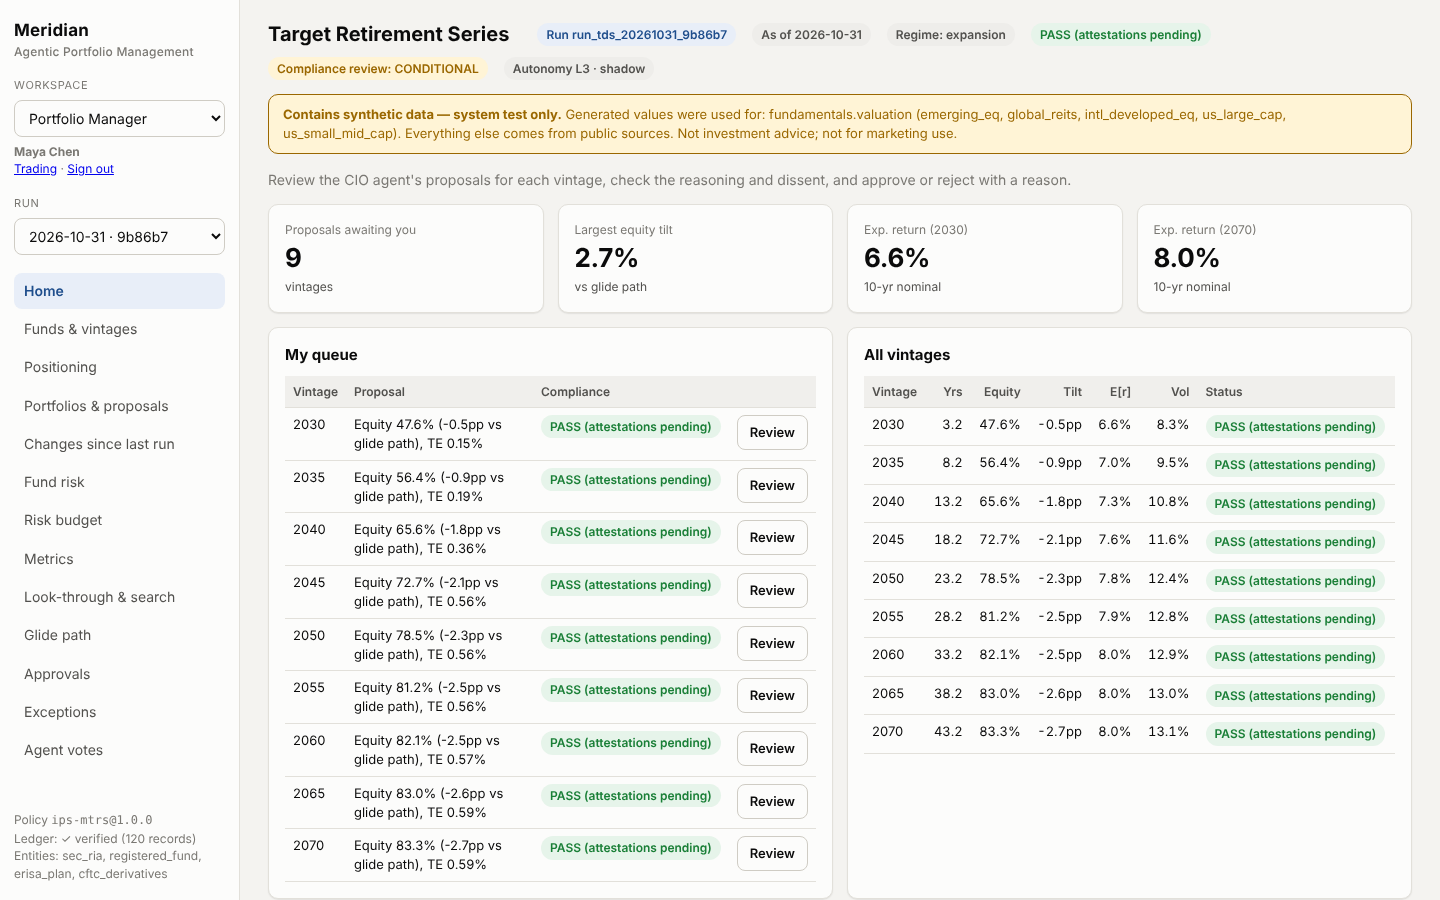 Meridian
Agentic Portfolio Management
WORKSPACE
Portfolio Manager
Maya Chen
Trading · Sign out
RUN
2026-10-31 · 9b86b7
Home
Funds & vintages
Positioning
Portfolios & proposals
Changes since last run
Fund risk
Risk budget
Metrics
Look-through & search
Glide path
Approvals
Exceptions
Agent votes
Policy ips-mtrs@1.0.0
Ledger: ✓ verified (120 records)
Entities: sec_ria, registered_fund,
erisa_plan, cftc_derivatives
Target Retirement Series
Run run_tds_20261031_9b86b7
As of 2026-10-31
Regime: expansion
PASS (attestations pending)
Compliance review: CONDITIONAL
Autonomy L3 · shadow
Contains synthetic data — system test only. Generated values were used for: fundamentals.valuation (emerging_eq, global_reits, intl_developed_eq, us_large_cap,
us_small_mid_cap). Everything else comes from public sources. Not investment advice; not for marketing use.
Review the CIO agent's proposals for each vintage, check the reasoning and dissent, and approve or reject with a reason.
Proposals awaiting you
9
vintages
Largest equity tilt
2.7%
vs glide path
Exp. return (2030)
6.6%
10-yr nominal
Exp. return (2070)
8.0%
10-yr nominal
My queue
Vintage Proposal Compliance
2030 Equity 47.6% (-0.5pp vs PASS (attestations pending) Review
glide path), TE 0.15%
2035 Equity 56.4% (-0.9pp vs PASS (attestations pending) Review
glide path), TE 0.19%
2040 Equity 65.6% (-1.8pp vs PASS (attestations pending) Review
glide path), TE 0.36%
2045 Equity 72.7% (-2.1pp vs PASS (attestations pending) Review
glide path), TE 0.56%
2050 Equity 78.5% (-2.3pp vs PASS (attestations pending) Review
glide path), TE 0.56%
2055 Equity 81.2% (-2.5pp vs PASS (attestations pending) Review
glide path), TE 0.56%
2060 Equity 82.1% (-2.5pp vs PASS (attestations pending) Review
glide path), TE 0.57%
2065 Equity 83.0% (-2.6pp vs PASS (attestations pending) Review
glide path), TE 0.59%
2070 Equity 83.3% (-2.7pp vs PASS (attestations pending) Review
glide path), TE 0.59%
All vintages
Vintage Yrs Equity Tilt E[r] Vol Status
2030 3.2 47.6% -0.5pp 6.6% 8.3% PASS (attestations pending)
2035 8.2 56.4% -0.9pp 7.0% 9.5% PASS (attestations pending)
2040 13.2 65.6% -1.8pp 7.3% 10.8% PASS (attestations pending)
2045 18.2 72.7% -2.1pp 7.6% 11.6% PASS (attestations pending)
2050 23.2 78.5% -2.3pp 7.8% 12.4% PASS (attestations pending)
2055 28.2 81.2% -2.5pp 7.9% 12.8% PASS (attestations pending)
2060 33.2 82.1% -2.5pp 8.0% 12.9% PASS (attestations pending)
2065 38.2 83.0% -2.6pp 8.0% 13.0% PASS (attestations pending)
2070 43.2 83.3% -2.7pp 8.0% 13.1% PASS (attestations pending)